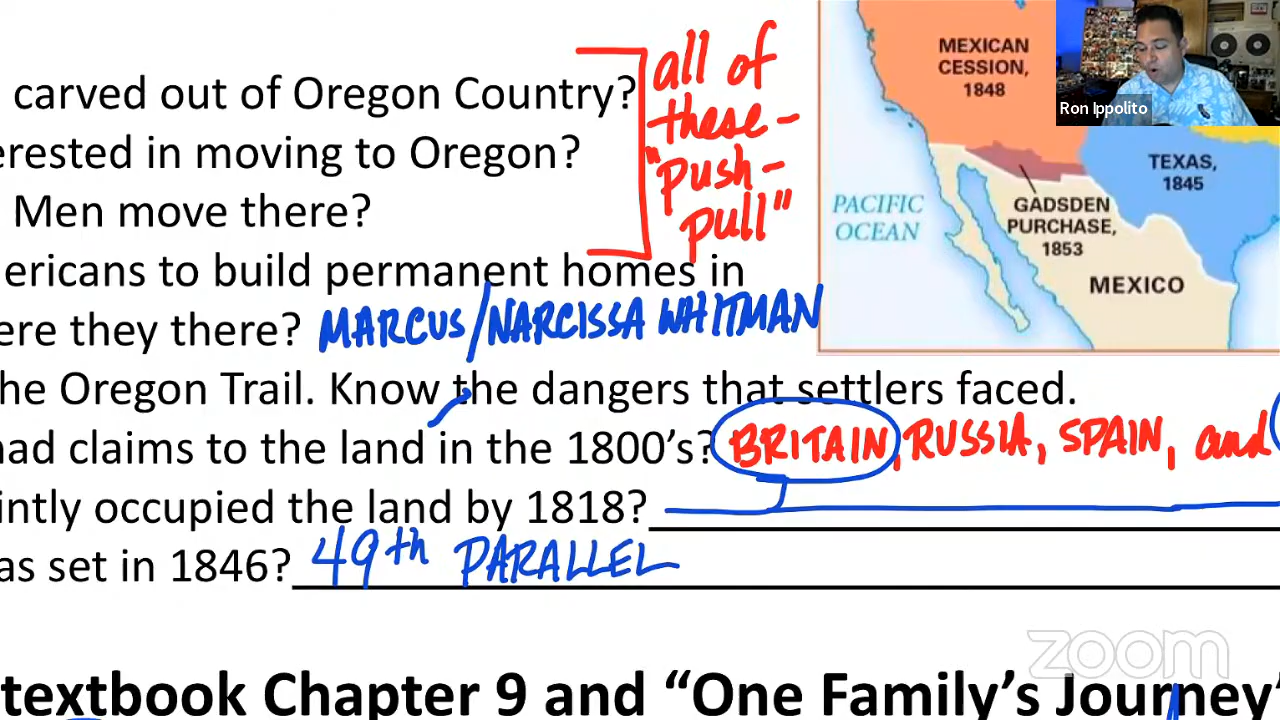 carved out of Oregon Country?
erested in moving to Oregon?
Men move there?
ericans to build permanent homes in
ere they there? MARCUS/NARCISSA WHITMAN
he Oregon Trail. Know the dangers that settlers faced.
had claims to the land in the 1800's? BRITAIN, RUSSIA, SPAIN, and
intly occupied the land by 1818?
as set in 1846? 49th PARALLEL
textbook Chapter 9 and “One Family’s Journey”
all of
these-
"push-
pull"
MEXICAN
CESSION,
1848
TEXAS,
1845
GADSDEN
PURCHASE,
1853
PACIFIC
OCEAN
MEXICO
Ron Ippolito
zoom